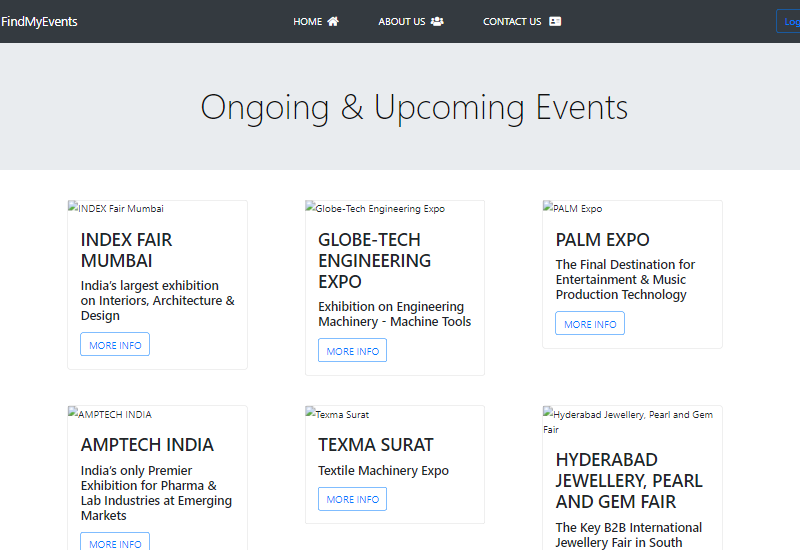 FindMyEvents
HOME
ABOUT US
CONTACT US
Log
Ongoing & Upcoming Events
INDEX Fair Mumbai
INDEX FAIR
MUMBAI
India's largest exhibition
on Interiors, Architecture &
Design
MORE INFO
Globe-Tech Engineering Expo
GLOBE-TECH
ENGINEERING
EXPO
Exhibition on Engineering
Machinery - Machine Tools
MORE INFO
PALM Expo
PALM EXPO
The Final Destination for
Entertainment & Music
Production Technology
MORE INFO
AMPTECH INDIA
AMPTECH INDIA
India's only Premier
Exhibition for Pharma &
Lab Industries at Emerging
Markets
MORE INFO
Texma Surat
TEXMA SURAT
Textile Machinery Expo
MORE INFO
Hyderabad Jewellery, Pearl and Gem
Fair
HYDERABAD
JEWELLERY, PEARL
AND GEM FAIR
The Key B2B International
Jewellery Fair in South